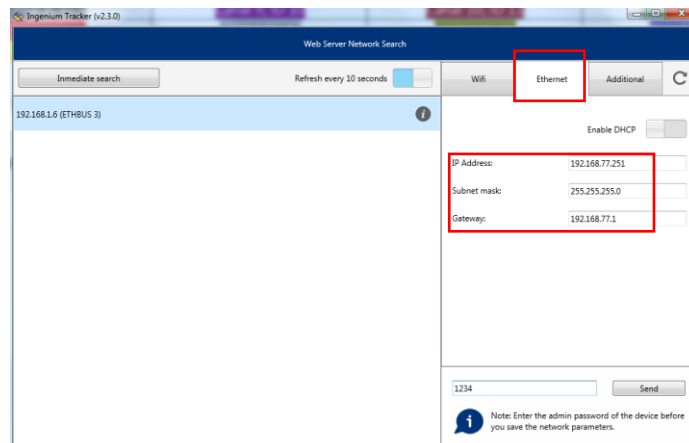 Ingenium Tracker (v2.3.0)
Web Server Network Search
Inmediate search
Refresh every 10 seconds
Wifi
Ethernet
Additional
192.168.1.6 (ETHBUS 3)
Enable DHCP
IP Address: 192.168.77.251
Subnet mask: 255.255.255.0
Gateway: 192.168.77.1
1234
Send
Note: Enter the admin password of the device before
you save the network parameters.